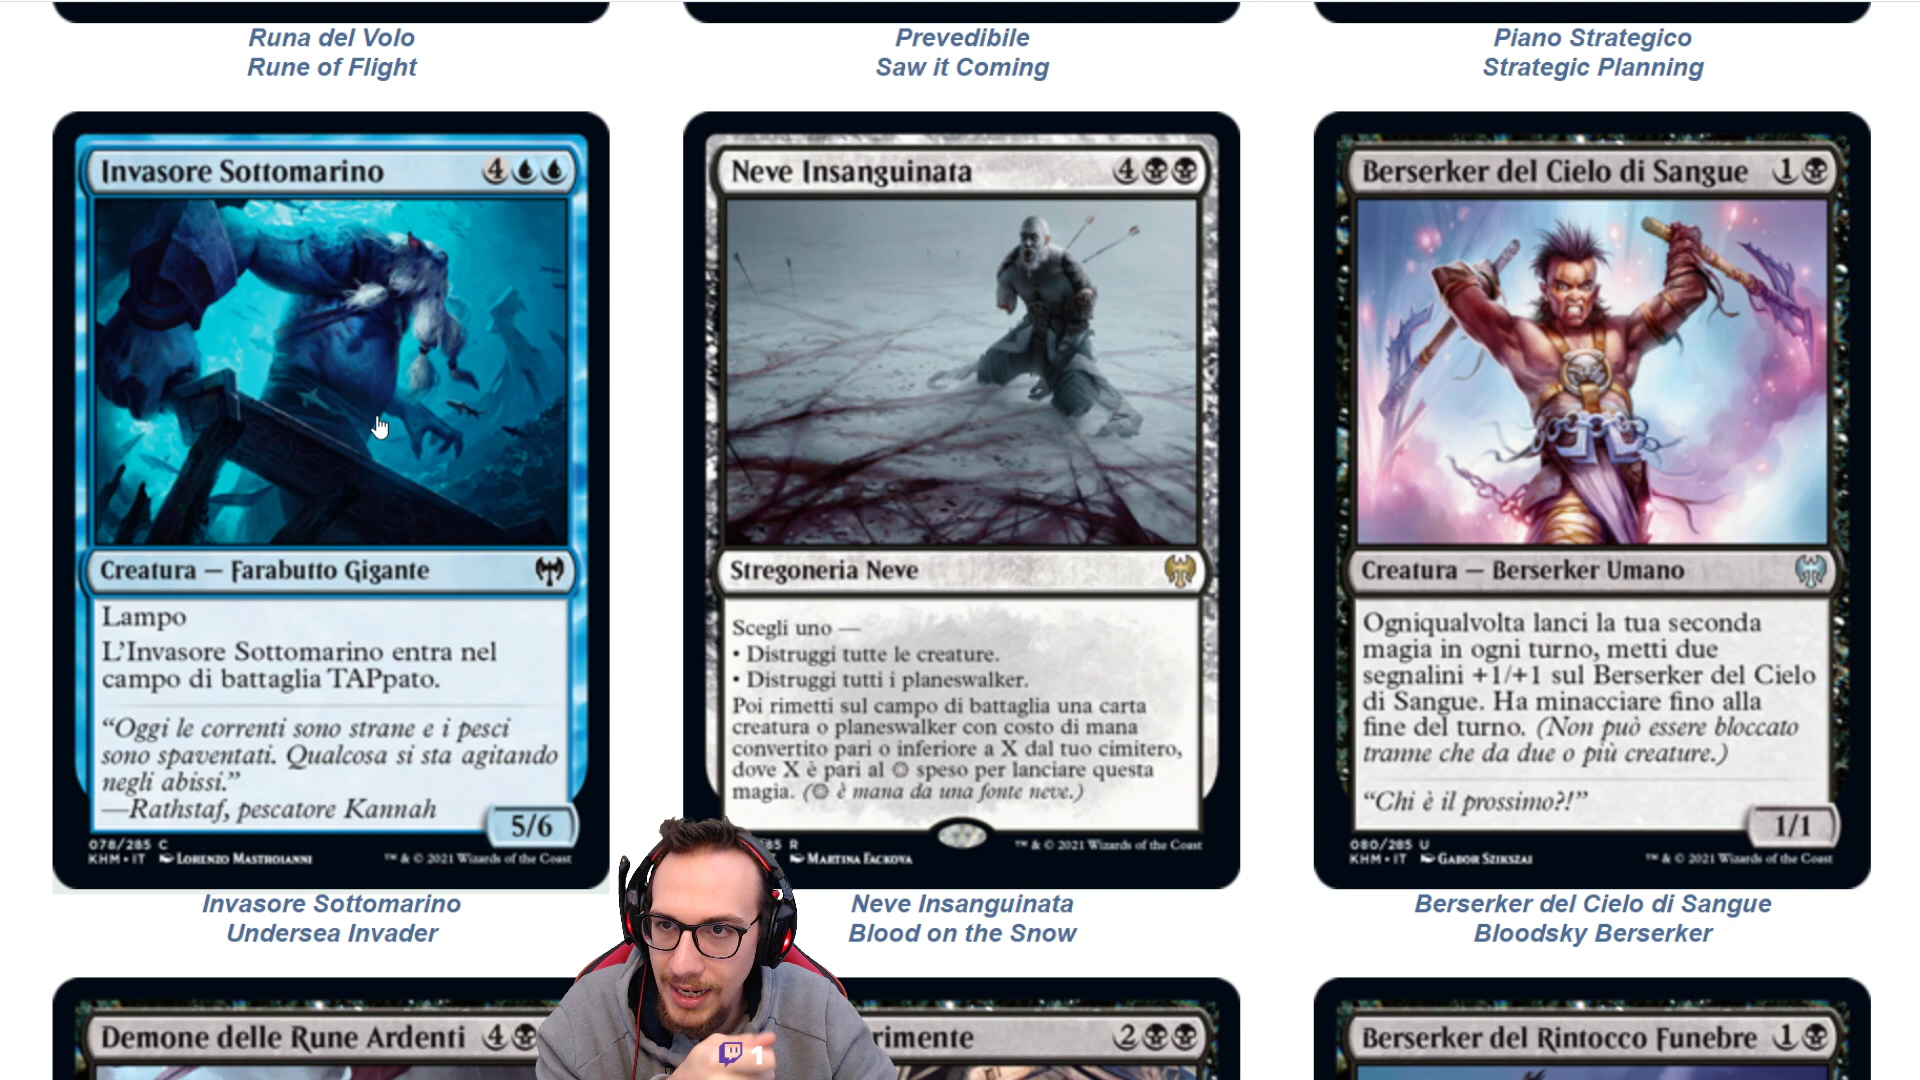 Runa del Volo
Rune of Flight
Prevedibile
Saw it Coming
Piano Strategico
Strategic Planning
Invasore Sottomarino 4
Creatura — Farabutto Gigante
Lampo
L'Invasore Sottomarino entra nel
campo di battaglia TAPpato.
“Oggi le correnti sono strane e i pesci
sono spaventati. Qualcosa si sta agitando
negli abissi.”
—Rathstaf, pescatore Kannah
5/6
078/285 C
KHM • IT Lorenzo Mastroianni
™ & © 2021 Wizards of the Coast
Invasore Sottomarino
Undersea Invader
Neve Insanguinata 4
Stregoneria Neve
Scegli uno —
• Distruggi tutte le creature.
• Distruggi tutti i planeswalker.
Poi rimetti sul campo di battaglia una carta
creatura o planeswalker con costo di mana
convertito pari o inferiore a X dal tuo cimitero,
dove X è pari al speso per lanciare questa
magia. ( è mana da una fonte neve.)
85 R
Martina Fackova
™ & © 2021 Wizards of the Coast
Neve Insanguinata
Blood on the Snow
Berserker del Cielo di Sangue 1
Creatura — Berserker Umano
Ogniqualvolta lanci la tua seconda
magia in ogni turno, metti due
segnalini +1/+1 sul Berserker del Cielo
di Sangue. Ha minacciare fino alla
fine del turno. (Non può essere bloccato
tranne che da due o più creature.)
“Chi è il prossimo?!”
1/1
080/285 U
KHM • IT Gabor Szikszai
™ & © 2021 Wizards of the Coast
Berserker del Cielo di Sangue
Bloodsky Berserker
Demone delle Rune Ardenti 4
rimente 2
Berserker del Rintocco Funebre 1
1